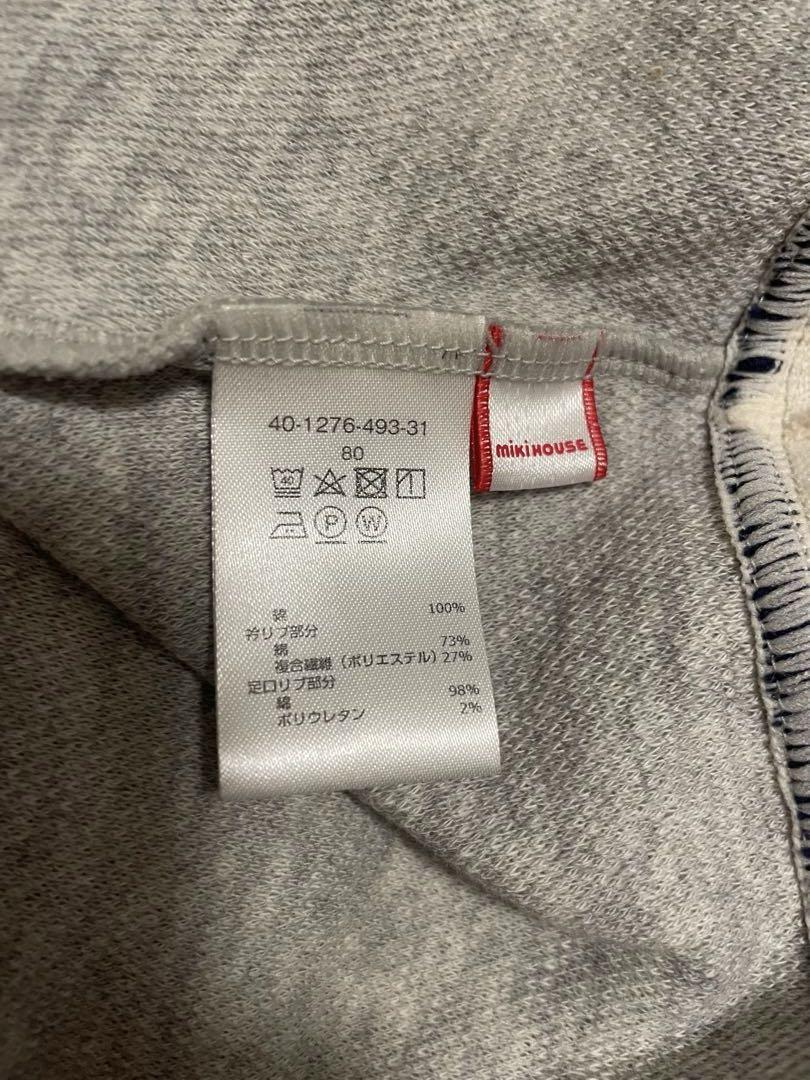 40-1276-493-31
80
40
P W
mikiHOUSE
綿 100%
衿リブ部分
綿 73%
複合繊維(ポリエステル) 27%
足口リブ部分
綿 98%
ポリウレタン 2%